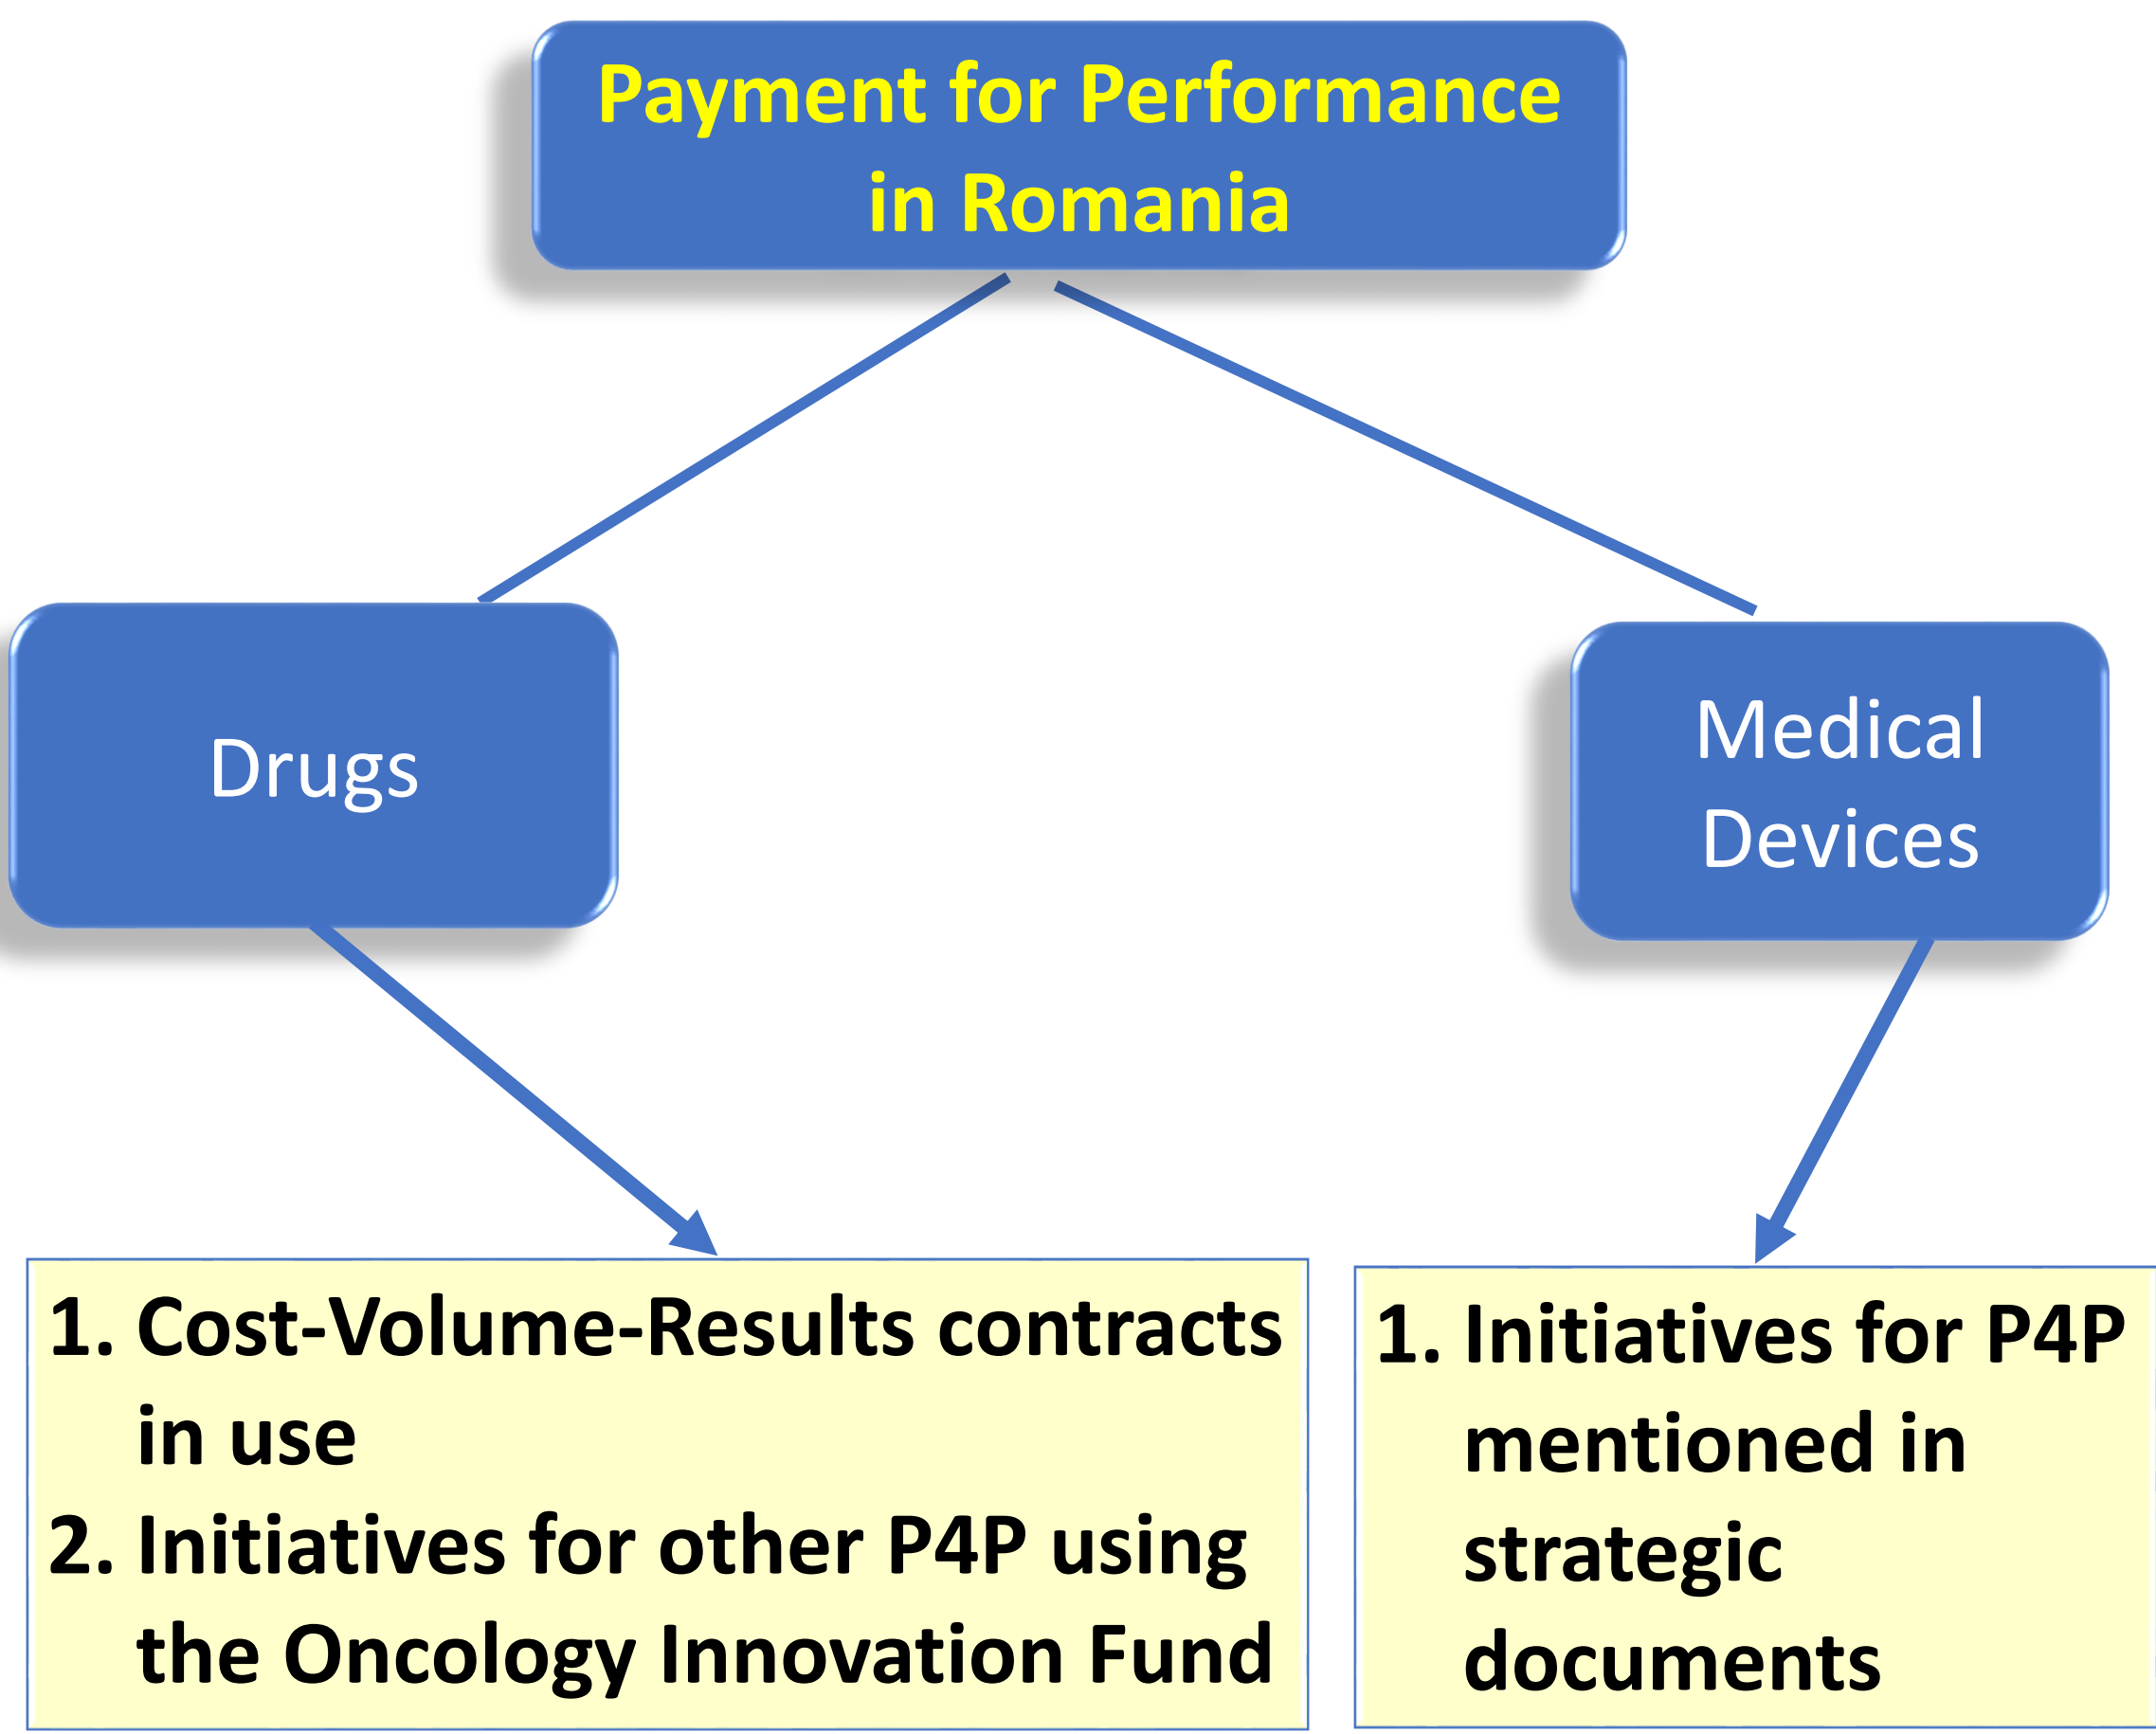 Payment for Performance
in Romania
Drugs
Medical
Devices
1. Cost-Volume-Results contracts
in use
2. Initiatives for other P4P using
the Oncology Innovation Fund
1. Initiatives for P4P
mentioned in
strategic
documents